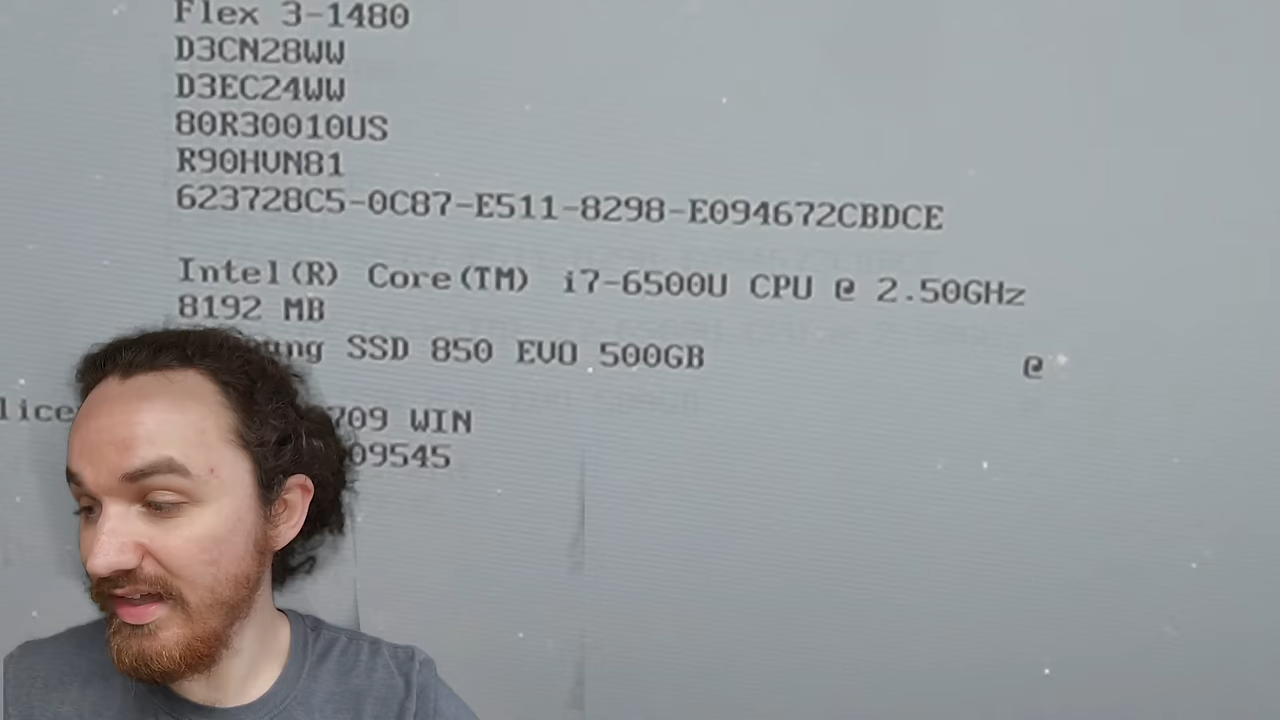 Flex 3-1480
D3CN28WW
D3EC24WW
80R30010US
R90HVN81
623728C5-0C87-E511-8298-E094672CBDCE
Intel(R) Core(TM) i7-6500U CPU @ 2.50GHz
8192 MB
SSD 850 EVO 500GB @
WIN